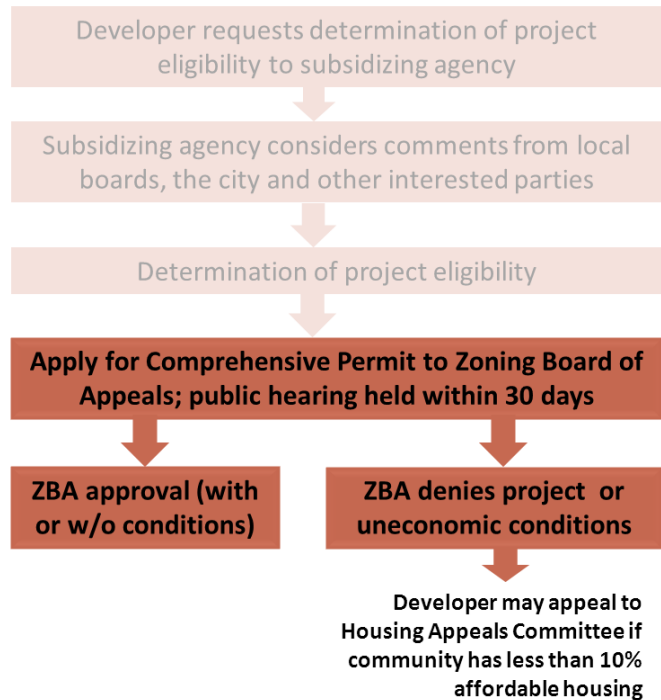 Developer requests determination of project
eligibility to subsidizing agency
Subsidizing agency considers comments from local
boards, the city and other interested parties
Determination of project eligibility
Apply for Comprehensive Permit to Zoning Board of
Appeals; public hearing held within 30 days
ZBA approval (with
or w/o conditions)
ZBA denies project or
uneconomic conditions
Developer may appeal to
Housing Appeals Committee if
community has less than 10%
affordable housing